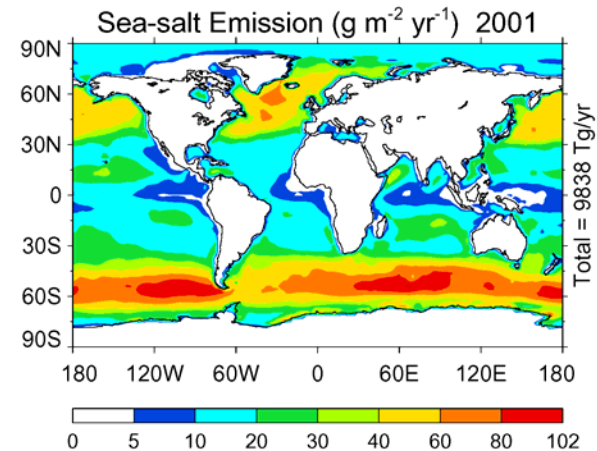 Sea-salt Emission (g m⁻² yr⁻¹) 2001
90N
60N
30N
0
30S
60S
90S
Total = 9838 Tg/yr
180 120W 60W 0 60E 120E 180
0 5 10 20 30 40 60 80 102